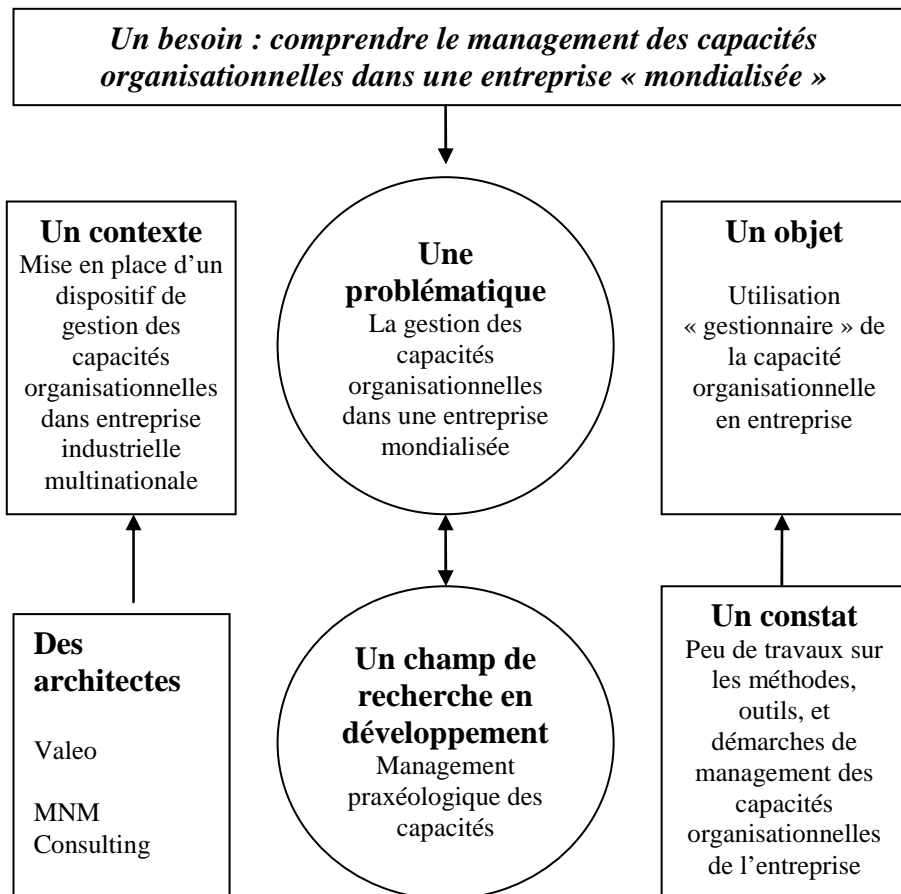 Un besoin : comprendre le management des capacités
organisationnelles dans une entreprise « mondialisée »
Un contexte
Mise en place d’un
dispositif de
gestion des
capacités
organisationnelles
dans entreprise
industrielle
multinationale
Une
problématique
La gestion des
capacités
organisationnelles
dans une entreprise
mondialisée
Un objet
Utilisation
« gestionnaire » de
la capacité
organisationnelle
en entreprise
Des
architectes
Valeo
MNM
Consulting
Un champ de
recherche en
développement
Management
praxéologique des
capacités
Un constat
Peu de travaux sur
les méthodes,
outils, et
démarches de
management des
capacités
organisationnelles
de l’entreprise